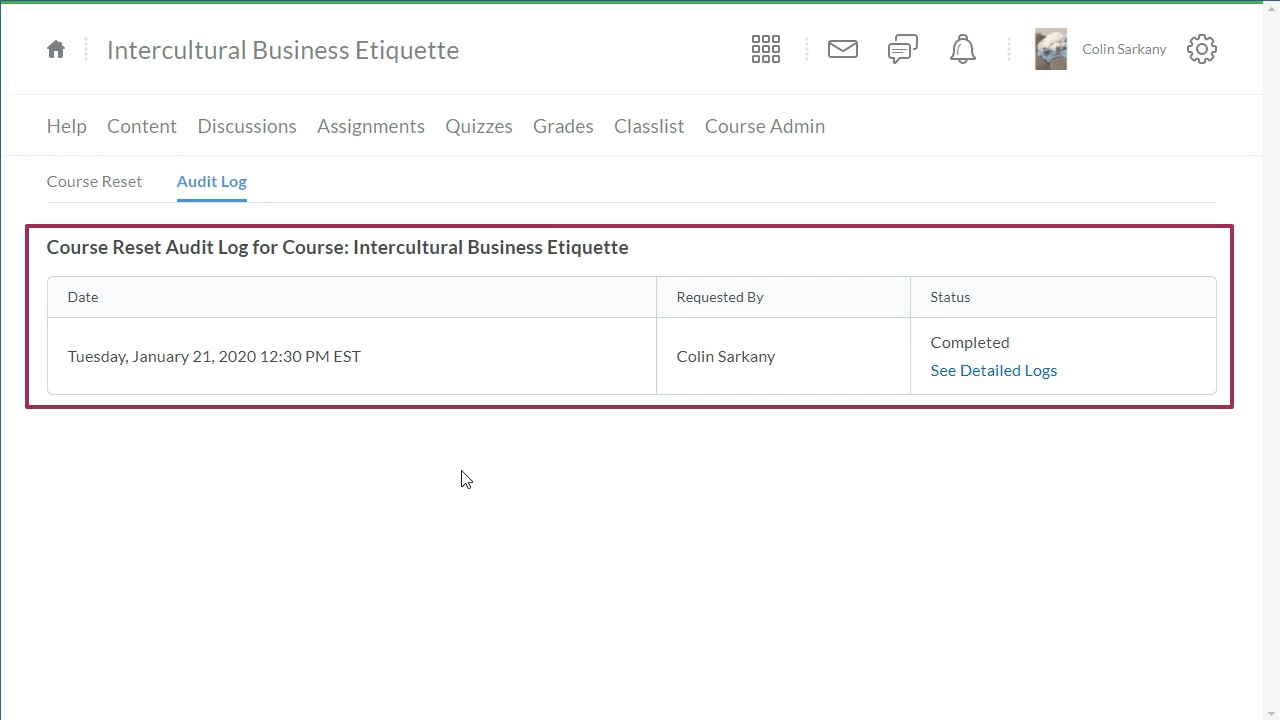 Intercultural Business Etiquette
Colin Sarkany
Help Content Discussions Assignments Quizzes Grades Classlist Course Admin
Course Reset Audit Log
Course Reset Audit Log for Course: Intercultural Business Etiquette
Date Requested By Status
Tuesday, January 21, 2020 12:30 PM EST Colin Sarkany Completed
See Detailed Logs